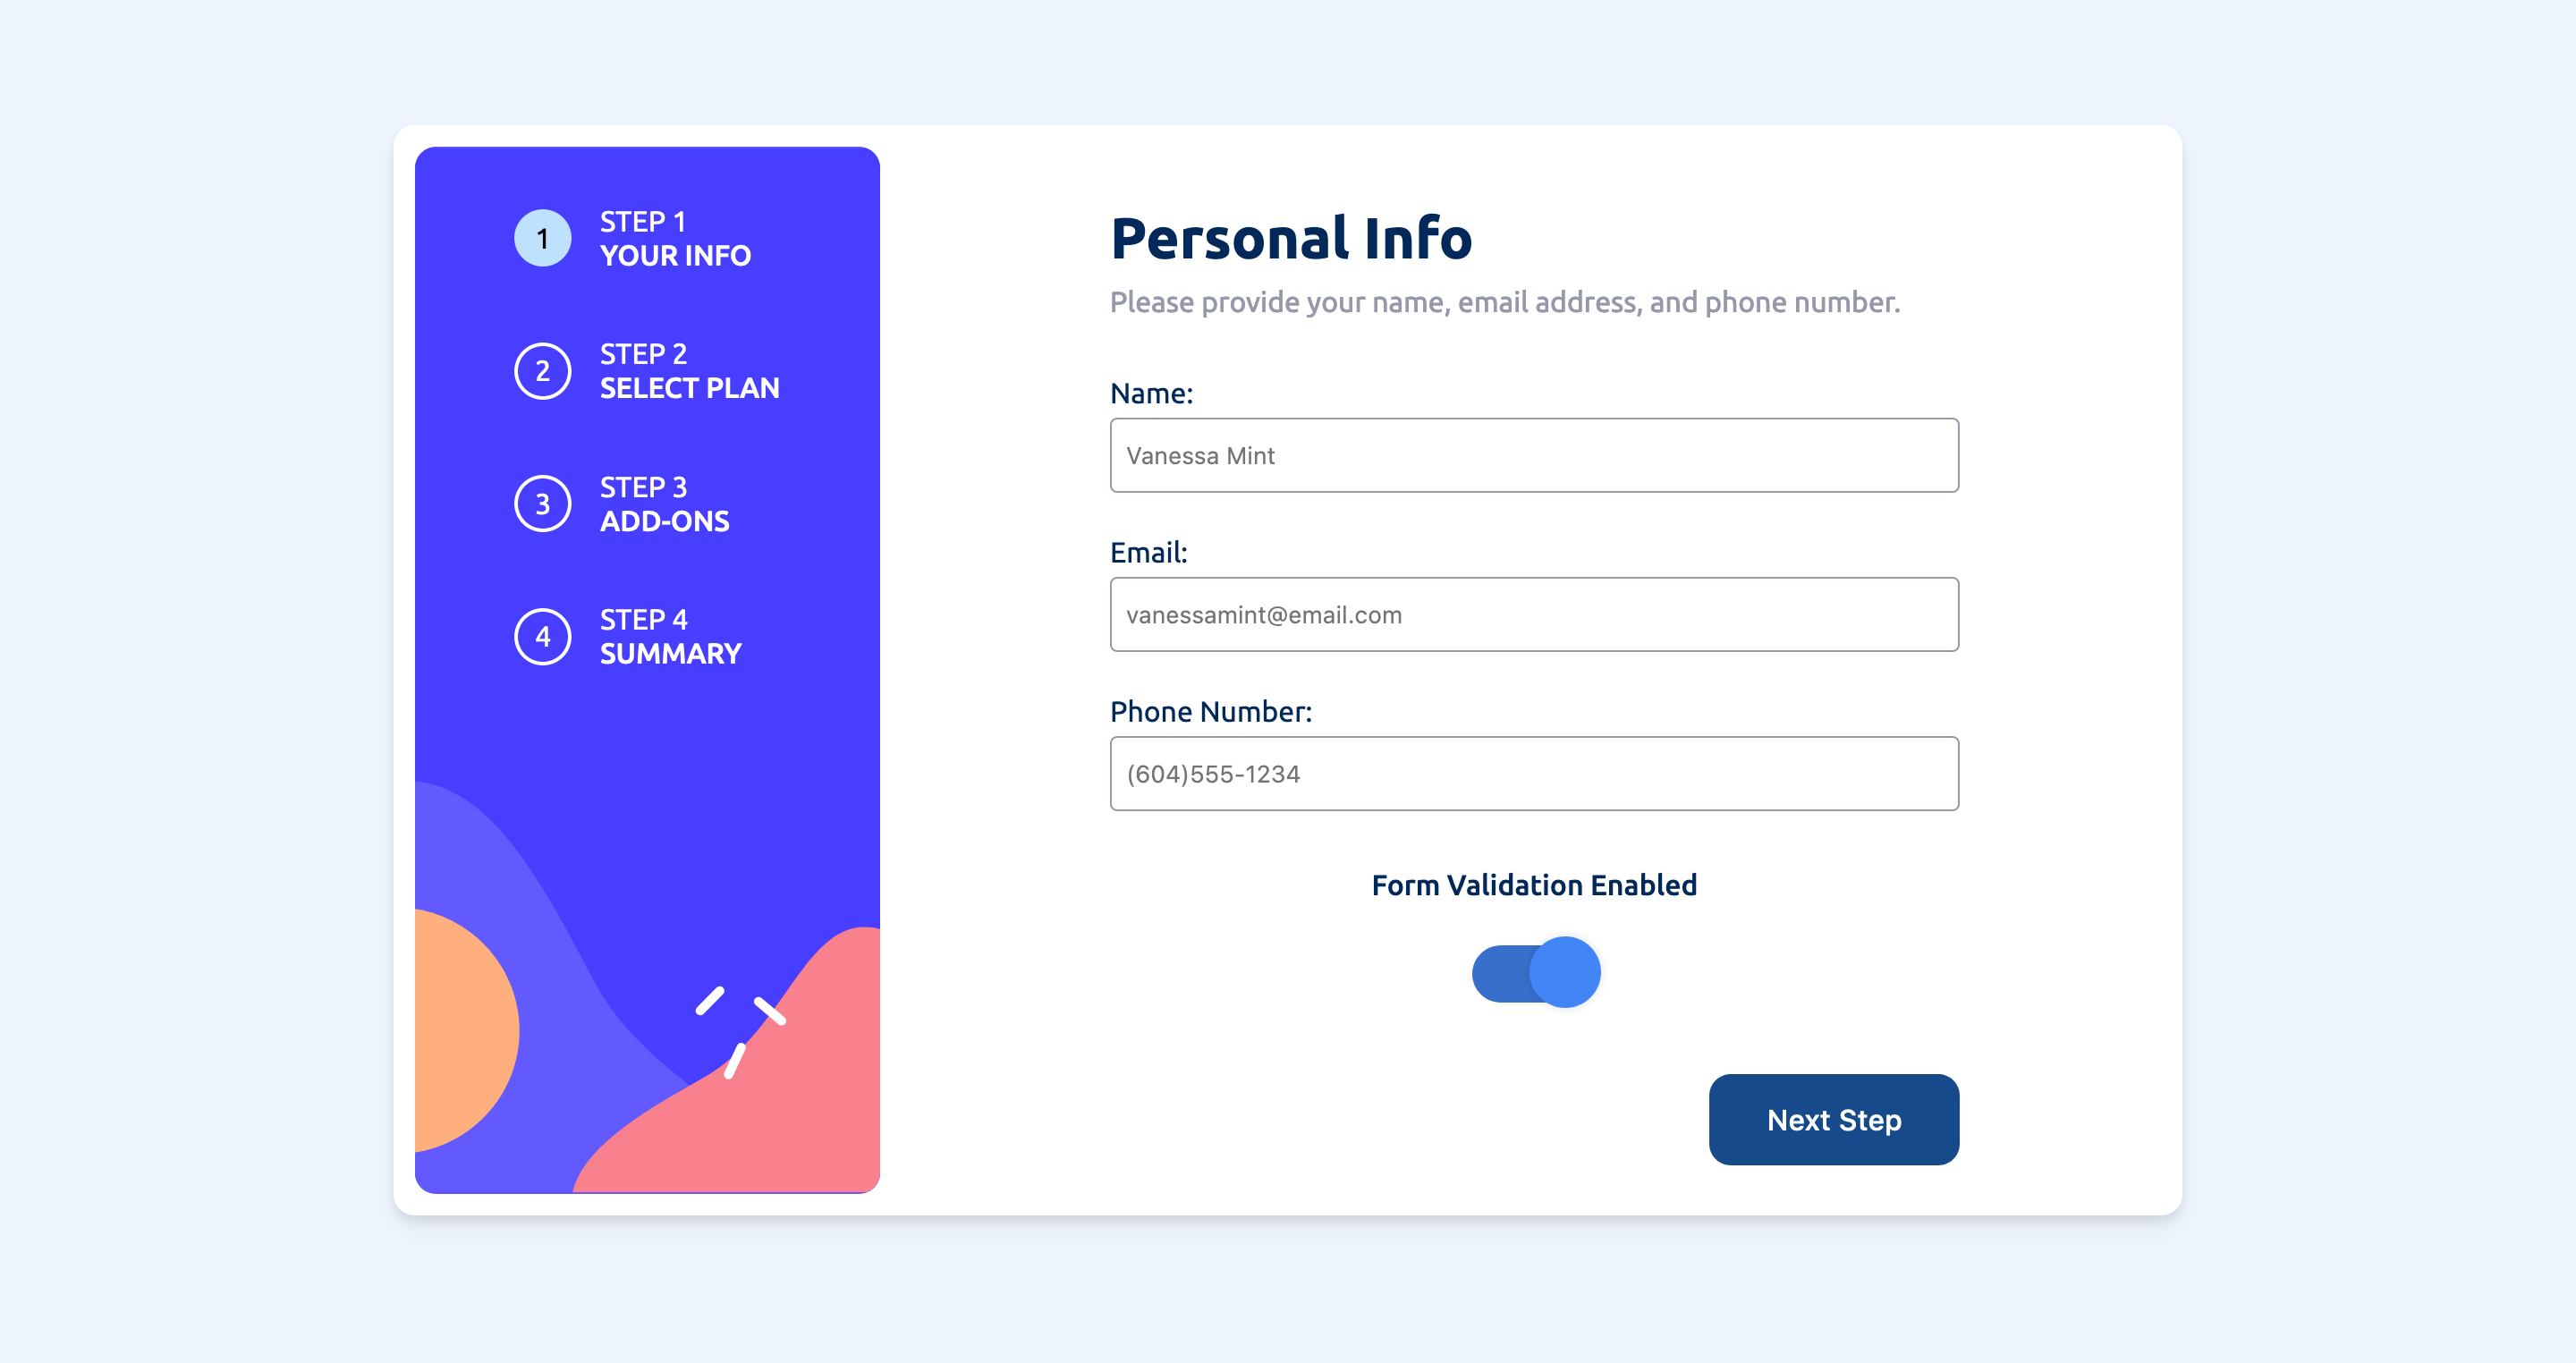 1
STEP 1
YOUR INFO
2
STEP 2
SELECT PLAN
3
STEP 3
ADD-ONS
4
STEP 4
SUMMARY
Personal Info
Please provide your name, email address, and phone number.
Name:
Vanessa Mint
Email:
vanessamint@email.com
Phone Number:
(604)555-1234
Form Validation Enabled
Next Step